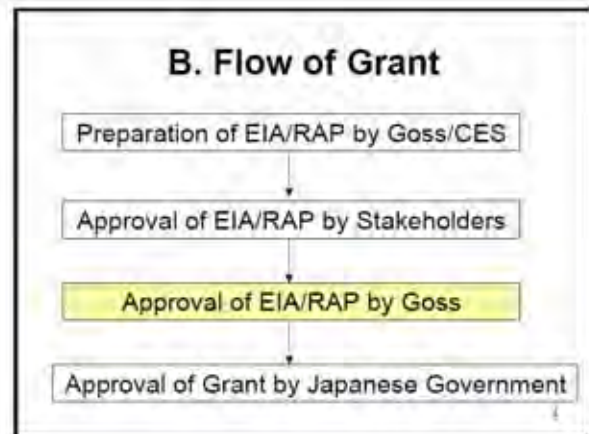 B. Flow of Grant
Preparation of EIA/RAP by Goss/CES
Approval of EIA/RAP by Stakeholders
Approval of EIA/RAP by Goss
Approval of Grant by Japanese Government